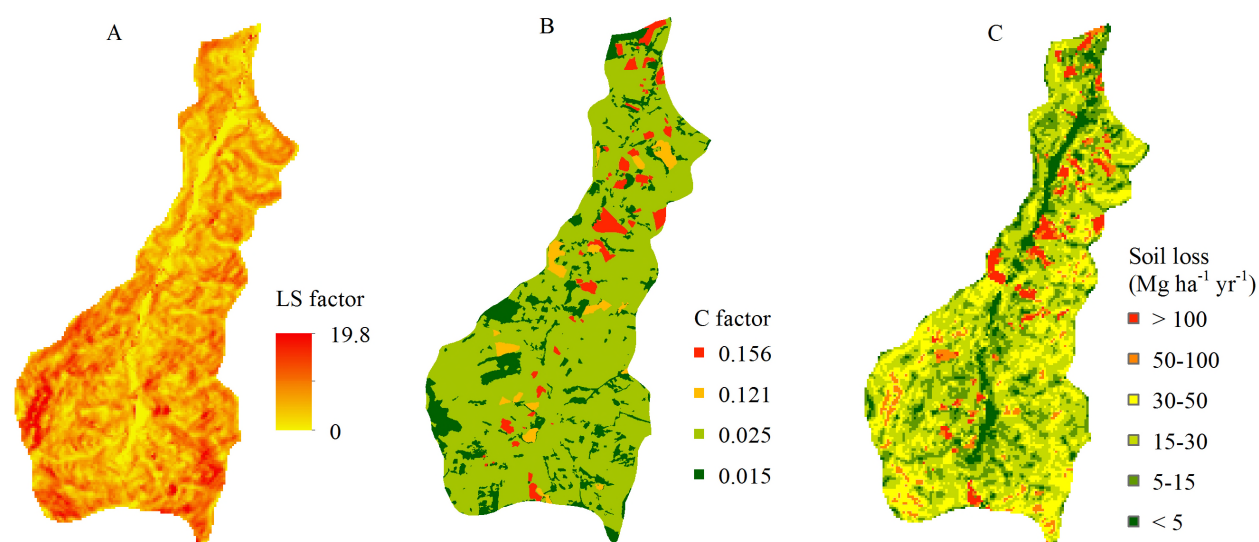 A
B
C
LS factor
19.8
0
C factor
0.156
0.121
0.025
0.015
Soil loss
(Mg ha⁻¹ yr⁻¹)
> 100
50-100
30-50
15-30
5-15
< 5